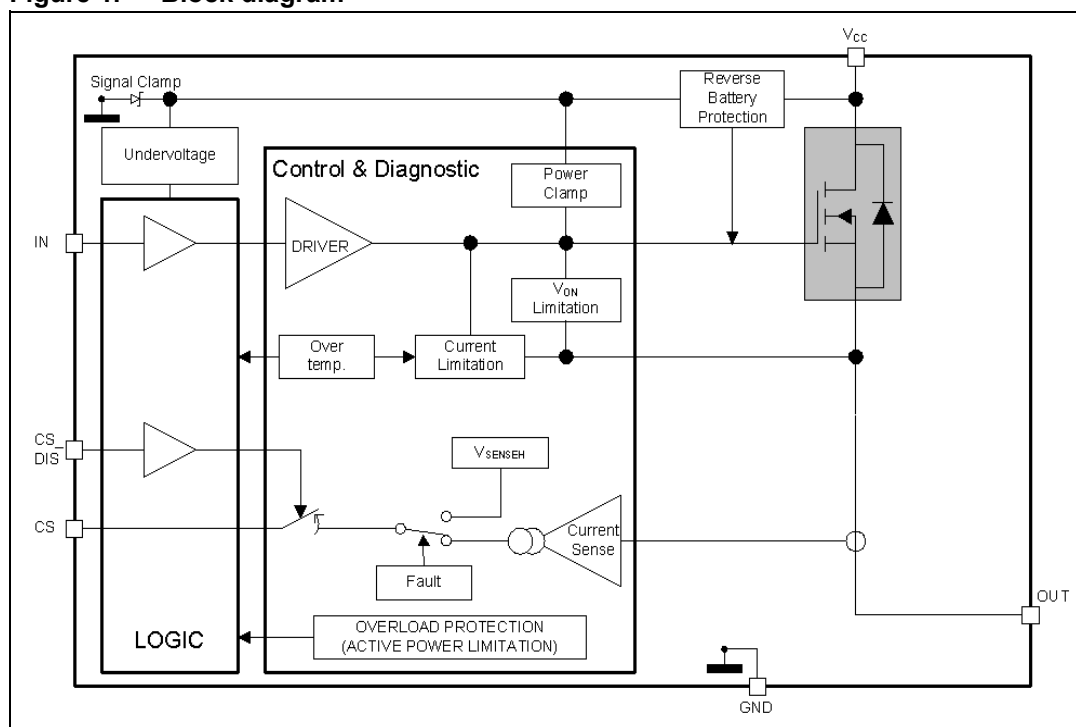 Figure 1. Block diagram
VCC
Signal Clamp
Reverse
Battery
Protection
Undervoltage
Control & Diagnostic
Power
Clamp
IN
DRIVER
VON
Limitation
Over
temp.
Current
Limitation
CS_
DIS
VSENSEH
CS
Current
Sense
Fault
OUT
LOGIC
OVERLOAD PROTECTION
(ACTIVE POWER LIMITATION)
GND